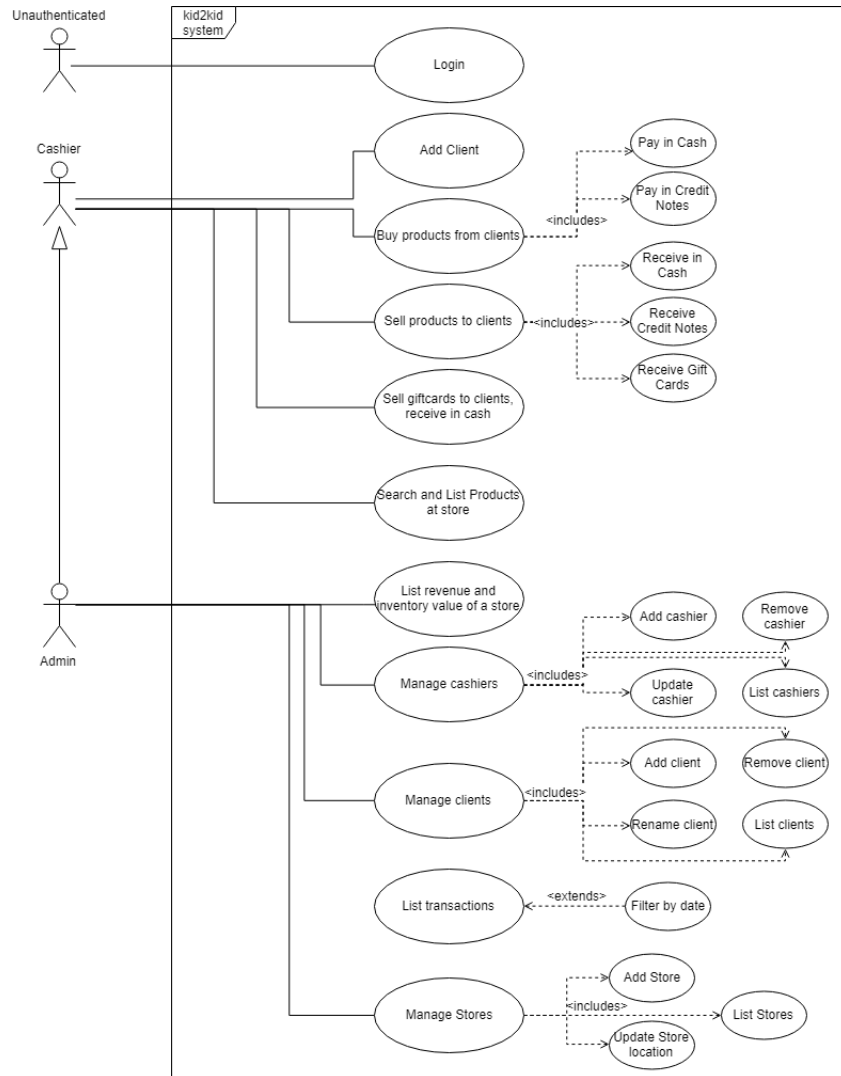 Unauthenticated
kid2kid
system
Login
Cashier
Add Client
Pay in Cash
Pay in Credit
Notes
<includes>
Buy products from clients
Receive in
Cash
Sell products to clients
<includes>
Receive
Credit Notes
Receive Gift
Cards
Sell giftcards to clients,
receive in cash
Search and List Products
at store
List revenue and
inventory value of a store
Admin
Add cashier
Remove
cashier
Manage cashiers
<includes>
Update
cashier
List cashiers
Add client
Remove client
Manage clients
<includes>
Rename client
List clients
List transactions
<extends>
Filter by date
Add Store
Manage Stores
<includes>
List Stores
Update Store
location